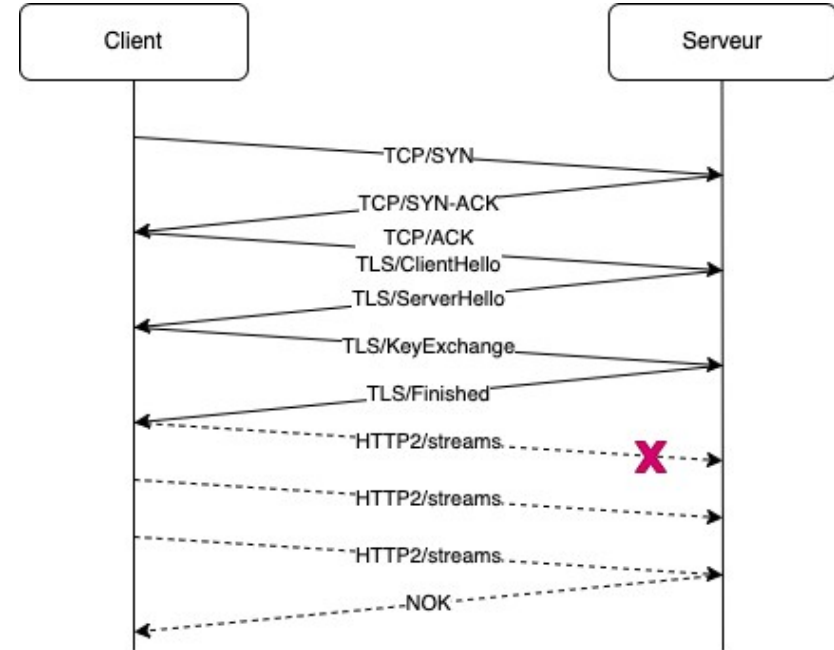 Client
Serveur
TCP/SYN
TCP/SYN-ACK
TCP/ACK
TLS/ClientHello
TLS/ServerHello
TLS/KeyExchange
TLS/Finished
HTTP2/streams
X
HTTP2/streams
HTTP2/streams
NOK